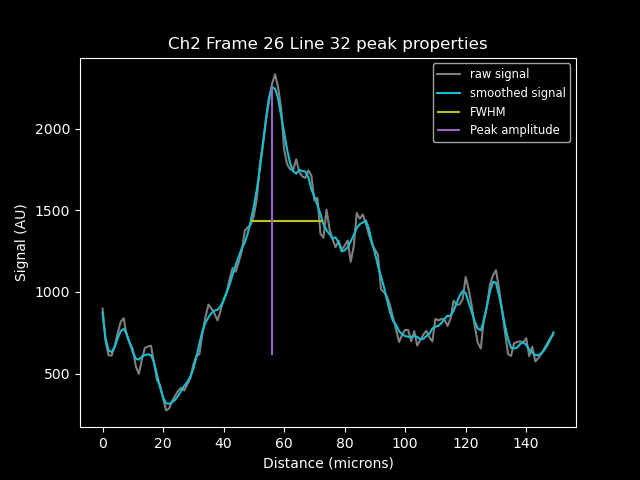 Ch2 Frame 26 Line 32 peak properties
raw signal
smoothed signal
FWHM
Peak amplitude
Signal (AU)
2000
1500
1000
500
0 20 40 60 80 100 120 140
Distance (microns)